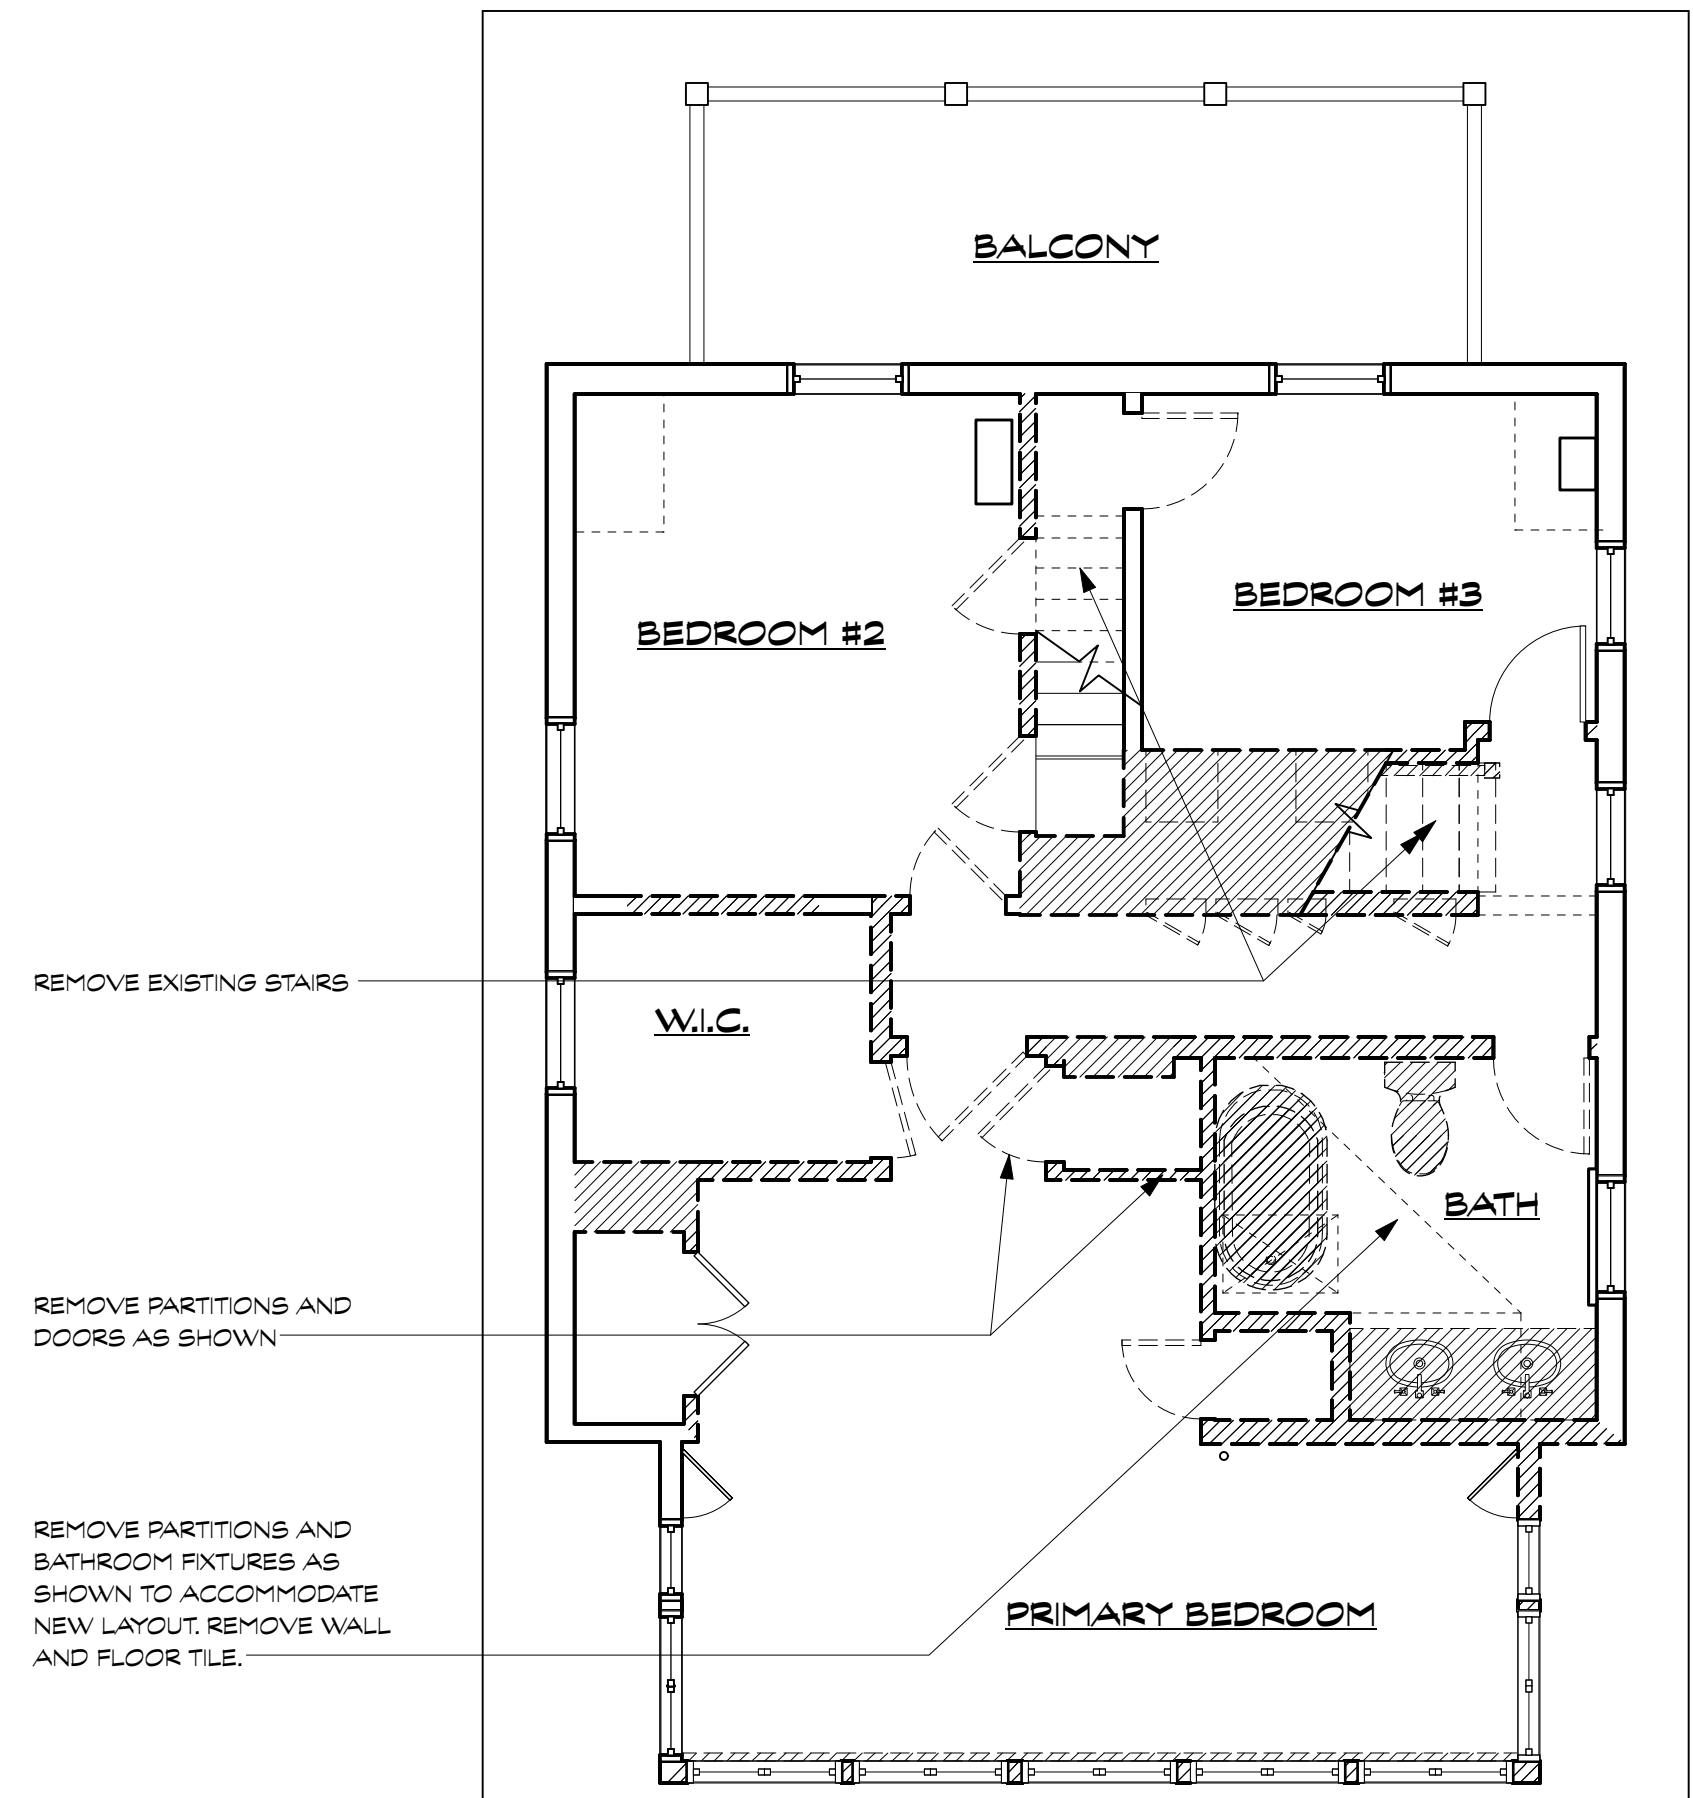 BALCONY
BEDROOM #3
BEDROOM #2
REMOVE EXISTING STAIRS
W.I.C.
BATH
REMOVE PARTITIONS AND
DOORS AS SHOWN
REMOVE PARTITIONS AND
BATHROOM FIXTURES AS
SHOWN TO ACCOMMODATE
NEW LAYOUT. REMOVE WALL
AND FLOOR TILE.
PRIMARY BEDROOM